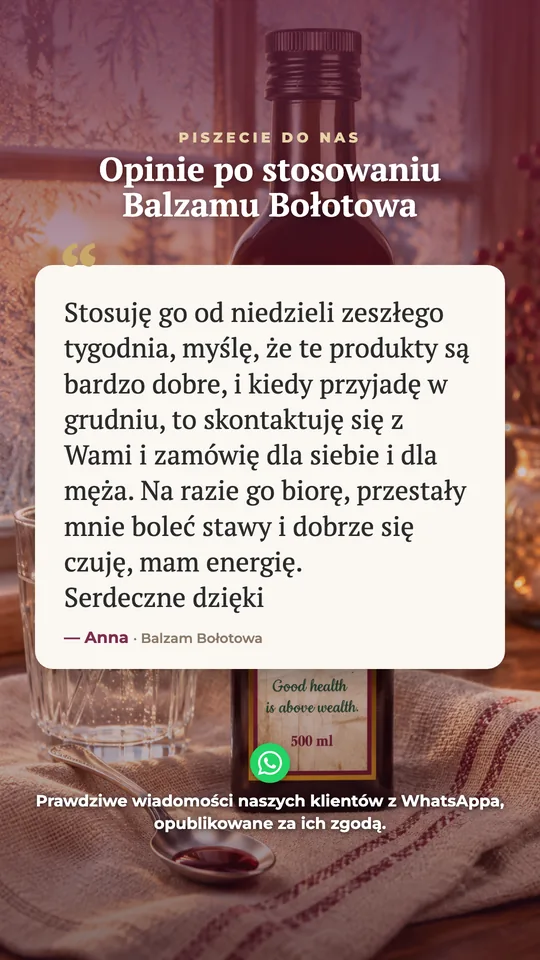 PISZECIE DO NAS
Opinie po stosowaniu
Balzamu Bołotowa
“
Stosuję go od niedzieli zeszłego
tygodnia, myślę, że te produkty są
bardzo dobre, i kiedy przyjadę w
grudniu, to skontaktuję się z
Wami i zamówię dla siebie i dla
męża. Na razie go biorę, przestały
mnie boleć stawy i dobrze się
czuję, mam energię.
Serdeczne dzięki
— Anna · Balzam Bołotowa
Good health
is above wealth.
500 ml
Prawdziwe wiadomości naszych klientów z WhatsAppa,
opublikowane za ich zgodą.